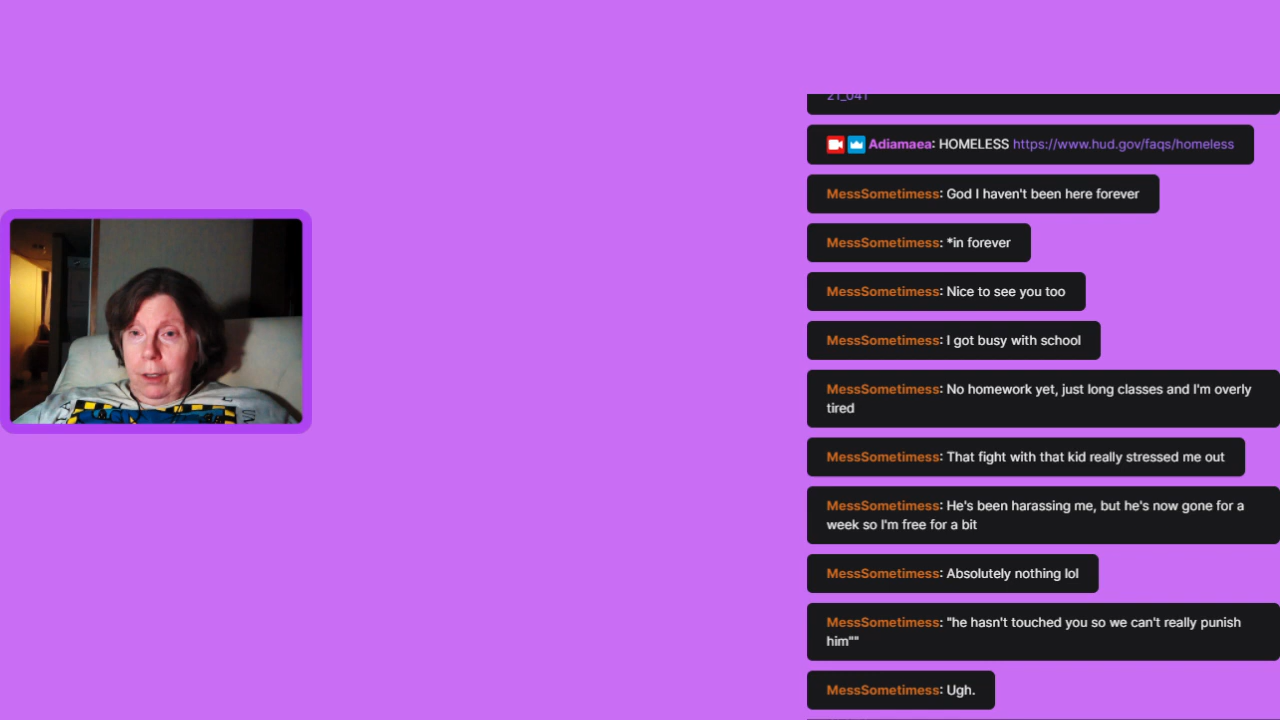 21_041
Adiamaea: HOMELESS https://www.hud.gov/faqs/homeless
MessSometimess: God I haven't been here forever
MessSometimess: *in forever
MessSometimess: Nice to see you too
MessSometimess: I got busy with school
MessSometimess: No homework yet, just long classes and I'm overly
tired
MessSometimess: That fight with that kid really stressed me out
MessSometimess: He's been harassing me, but he's now gone for a
week so I'm free for a bit
MessSometimess: Absolutely nothing lol
MessSometimess: "he hasn't touched you so we can't really punish
him""
MessSometimess: Ugh.